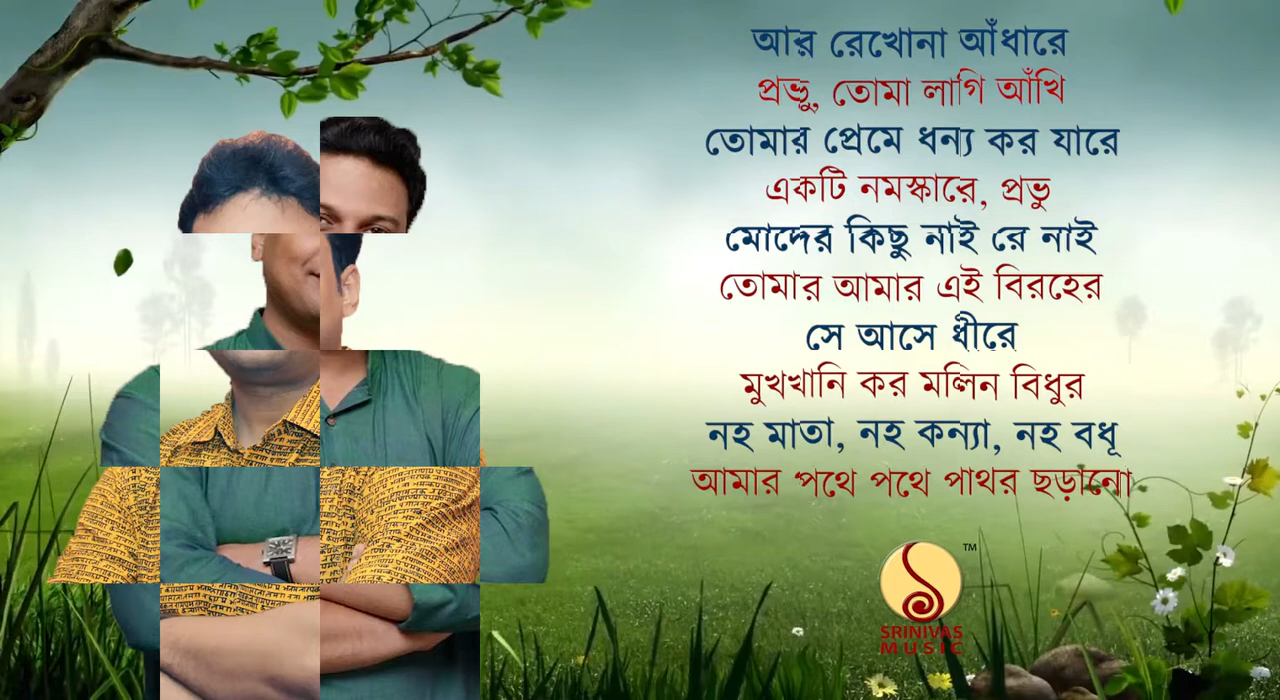 আর রেখোনা আঁধারে
প্রভু, তোমা লাগি আঁখি
তোমার প্রেমে ধন্য কর যারে
একটি নমস্কারে, প্রভু
মোদের কিছু নাই রে নাই
তোমার আমার এই বিরহের
সে আসে ধীরে
মুখখানি কর মলিন বিধুর
নহ মাতা, নহ কন্যা, নহ বধূ
আমার পথে পথে পাথর ছড়ানো
TM
SRINIVAS
MUSIC